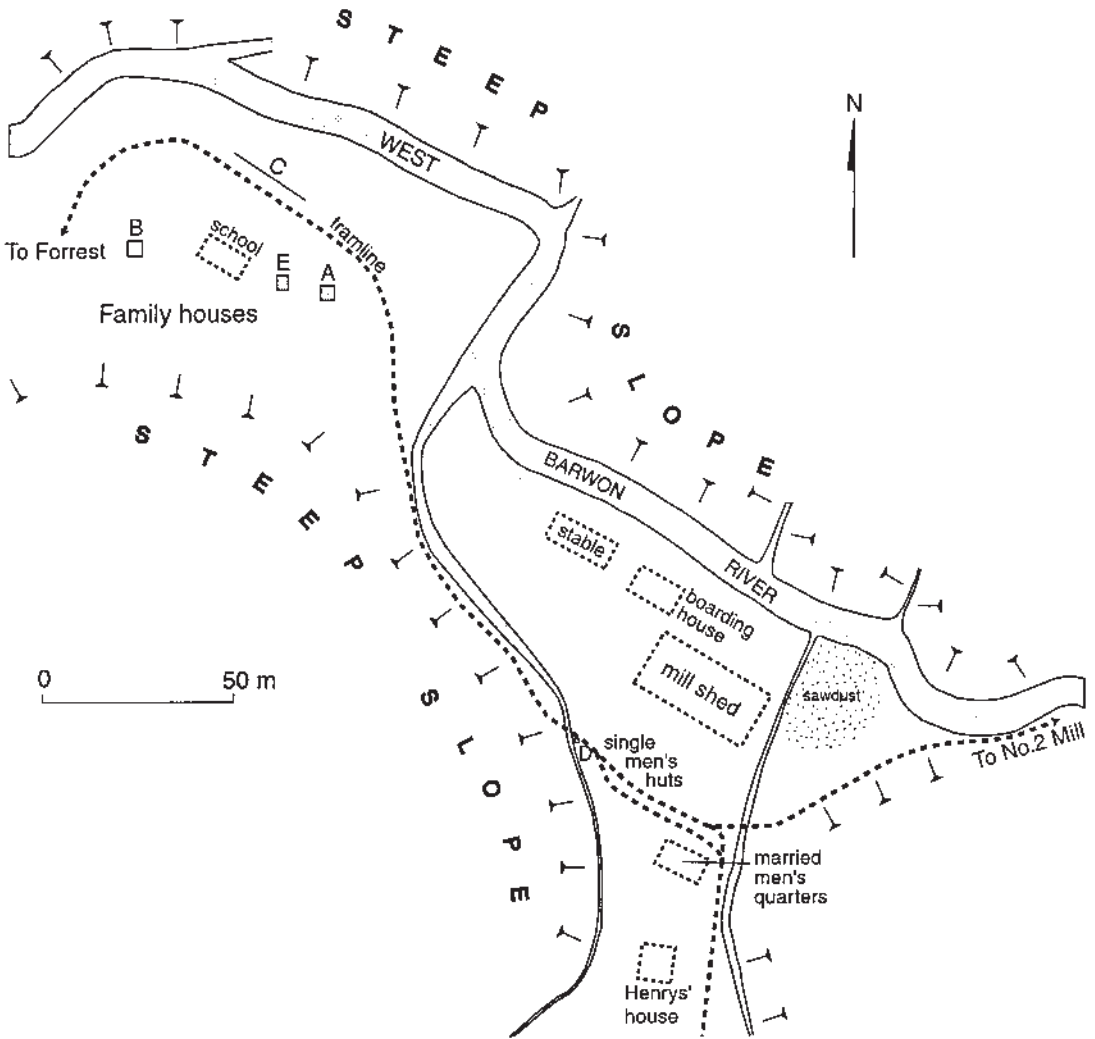 STEEP
N
WEST
C
tramline
To Forrest
B
school
E
A
Family houses
SLOPE
STEEP
BARWON
RIVER
stable
boarding
house
mill shed
sawdust
0
50 m
SLOPE
D
single
men's
huts
To No.2 Mill
married
men's
quarters
Henrys'
house